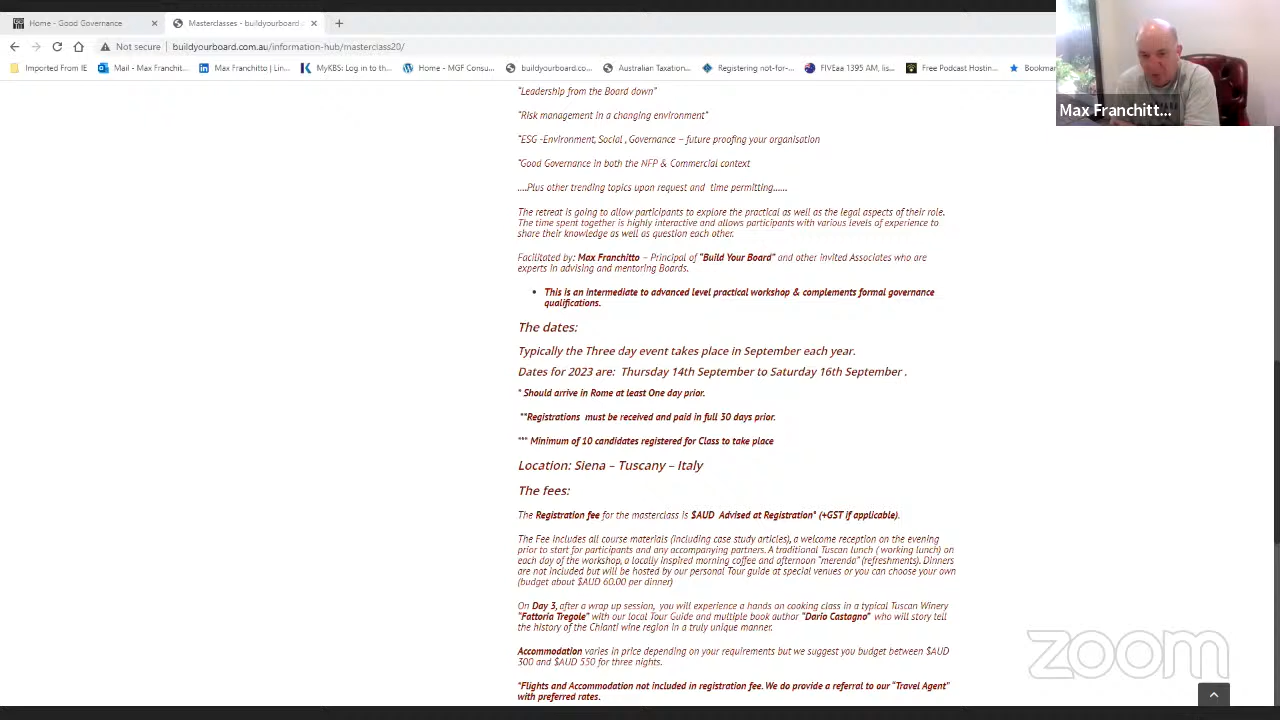 Home - Good Governance
Masterclasses - buildyourboard.
Not secure | buildyourboard.com.au/information-hub/masterclass20/
Imported From IE
Mail - Max Franchit...
Max Franchitto | Lin...
MyKBS: Log in to th...
Home - MGF Consu...
buildyourboard.co...
Australian Taxation...
Registering not-for-...
FIVEaa 1395 AM, lis...
Free Podcast Hostin...
Bookmar
Max Franchitt...
"Leadership from the Board down"
"Risk management in a changing environment"
"ESG -Environment, Social , Governance – future proofing your organisation
"Good Governance in both the NFP & Commercial context
....Plus other trending topics upon request and time permitting......
The retreat is going to allow participants to explore the practical as well as the legal aspects of their role.
The time spent together is highly interactive and allows participants with various levels of experience to
share their knowledge as well as question each other.
Facilitated by: Max Franchitto – Principal of "Build Your Board" and other invited Associates who are
experts in advising and mentoring Boards.
• This is an intermediate to advanced level practical workshop & complements formal governance
qualifications.
The dates:
Typically the Three day event takes place in September each year.
Dates for 2023 are: Thursday 14th September to Saturday 16th September .
* Should arrive in Rome at least One day prior.
**Registrations must be received and paid in full 30 days prior.
*** Minimum of 10 candidates registered for Class to take place
Location: Siena – Tuscany – Italy
The fees:
The Registration fee for the masterclass is $AUD Advised at Registration* (+GST if applicable).
The Fee includes all course materials (including case study articles), a welcome reception on the evening
prior to start for participants and any accompanying partners. A traditional Tuscan lunch ( working lunch) on
each day of the workshop, a locally inspired morning coffee and afternoon "merenda" (refreshments). Dinners
are not included but will be hosted by our personal Tour guide at special venues or you can choose your own
(budget about $AUD 60.00 per dinner)
On Day 3, after a wrap up session, you will experience a hands on cooking class in a typical Tuscan Winery
"Fattoria Tregole" with our local Tour Guide and multiple book author "Dario Castagno" who will story tell
the history of the Chianti wine region in a truly unique manner.
Accommodation varies in price depending on your requirements but we suggest you budget between $AUD
300 and $AUD 550 for three nights.
*Flights and Accommodation not included in registration fee. We do provide a referral to our "Travel Agent"
with preferred rates.
zoom